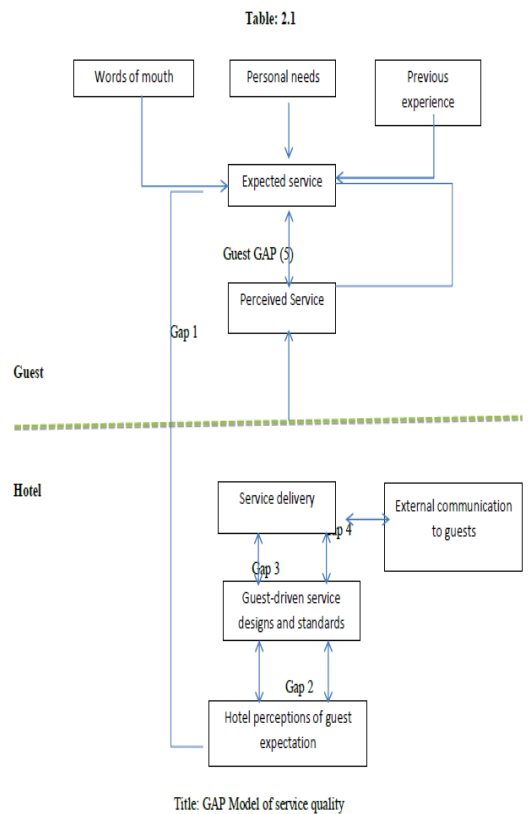 Table: 2.1
Words of mouth
Personal needs
Previous
experience
Expected service
Guest GAP (5)
Perceived Service
Gap 1
Guest
Hotel
Service delivery
External communication
to guests
4
Gap 3
Guest-driven service
designs and standards
Gap 2
Hotel perceptions of guest
expectation
Title: GAP Model of service quality